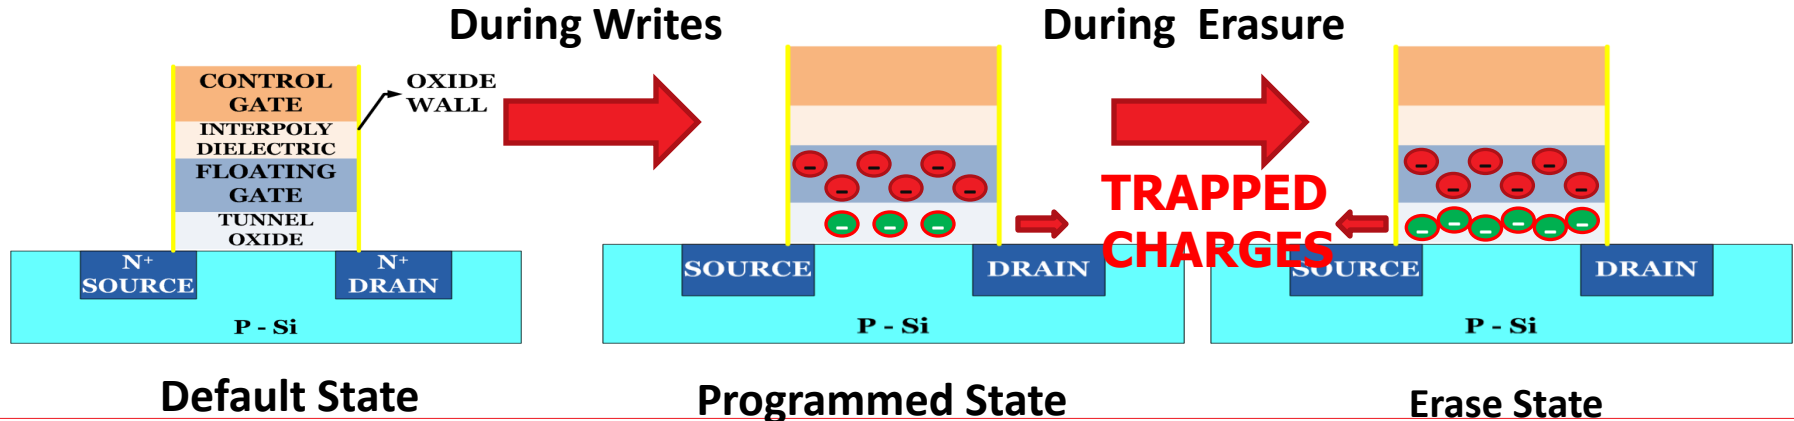 During Writes
During Erasure
CONTROL
GATE
INTERPOLY
DIELECTRIC
FLOATING
GATE
TUNNEL
OXIDE
OXIDE
WALL
N+
SOURCE
N+
DRAIN
P - Si
Default State
- - -
- - -
- - -
SOURCE
DRAIN
P - Si
Programmed State
TRAPPED
CHARGES
- - -
- - -
- - - - - -
SOURCE
DRAIN
P - Si
Erase State